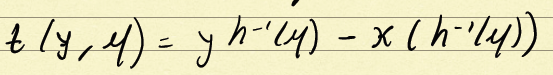 t(y, y) = y h⁻¹(y) - x(h⁻¹(y))